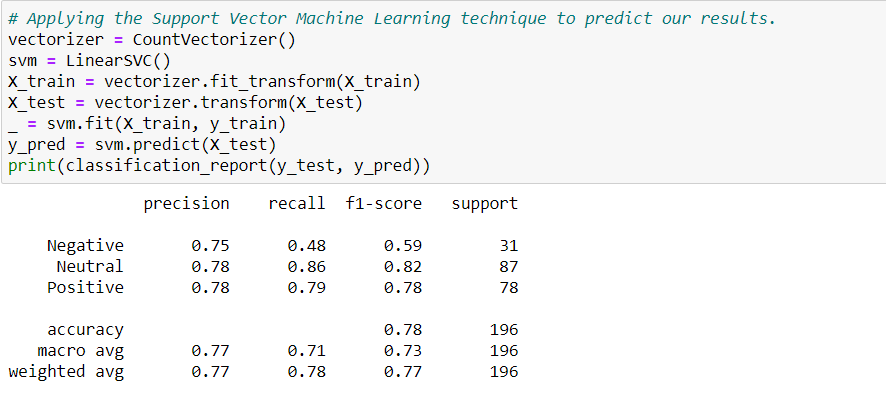 # Applying the Support Vector Machine Learning technique to predict our results.
vectorizer = CountVectorizer()
svm = LinearSVC()
X_train = vectorizer.fit_transform(X_train)
X_test = vectorizer.transform(X_test)
_ = svm.fit(X_train, y_train)
y_pred = svm.predict(X_test)
print(classification_report(y_test, y_pred))
precision recall f1-score support
Negative 0.75 0.48 0.59 31
Neutral 0.78 0.86 0.82 87
Positive 0.78 0.79 0.78 78
accuracy 0.78 196
macro avg 0.77 0.71 0.73 196
weighted avg 0.77 0.78 0.77 196